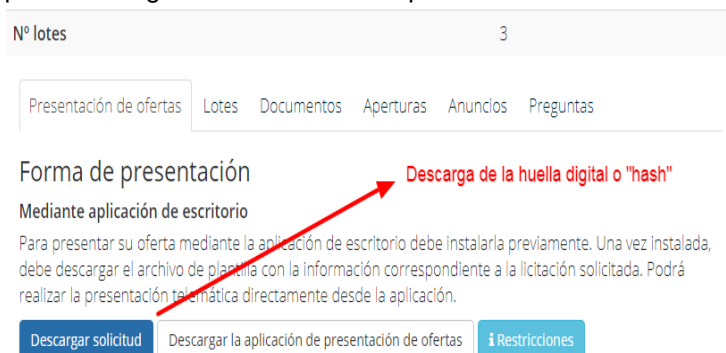 Nº lotes 3
Presentación de ofertas Lotes Documentos Aperturas Anuncios Preguntas
Forma de presentación
Descarga de la huella digital o "hash"
Mediante aplicación de escritorio
Para presentar su oferta mediante la aplicación de escritorio debe instalarla previamente. Una vez instalada,
debe descargar el archivo de plantilla con la información correspondiente a la licitación solicitada. Podrá
realizar la presentación telemática directamente desde la aplicación.
Descargar solicitud Descargar la aplicación de presentación de ofertas i Restricciones